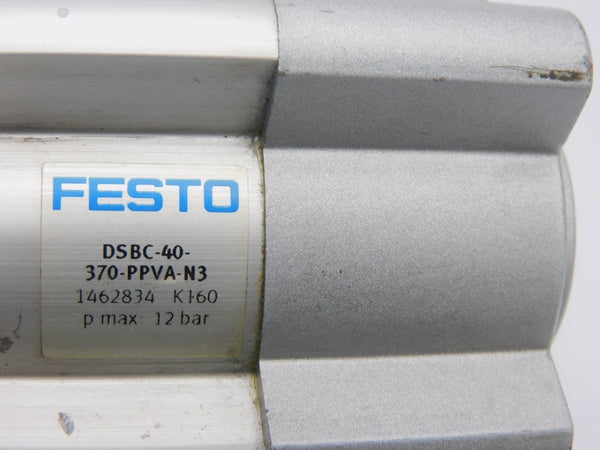 FESTO
DSBC-40-
370-PPVA-N3
1462834 K160
p max: 12 bar